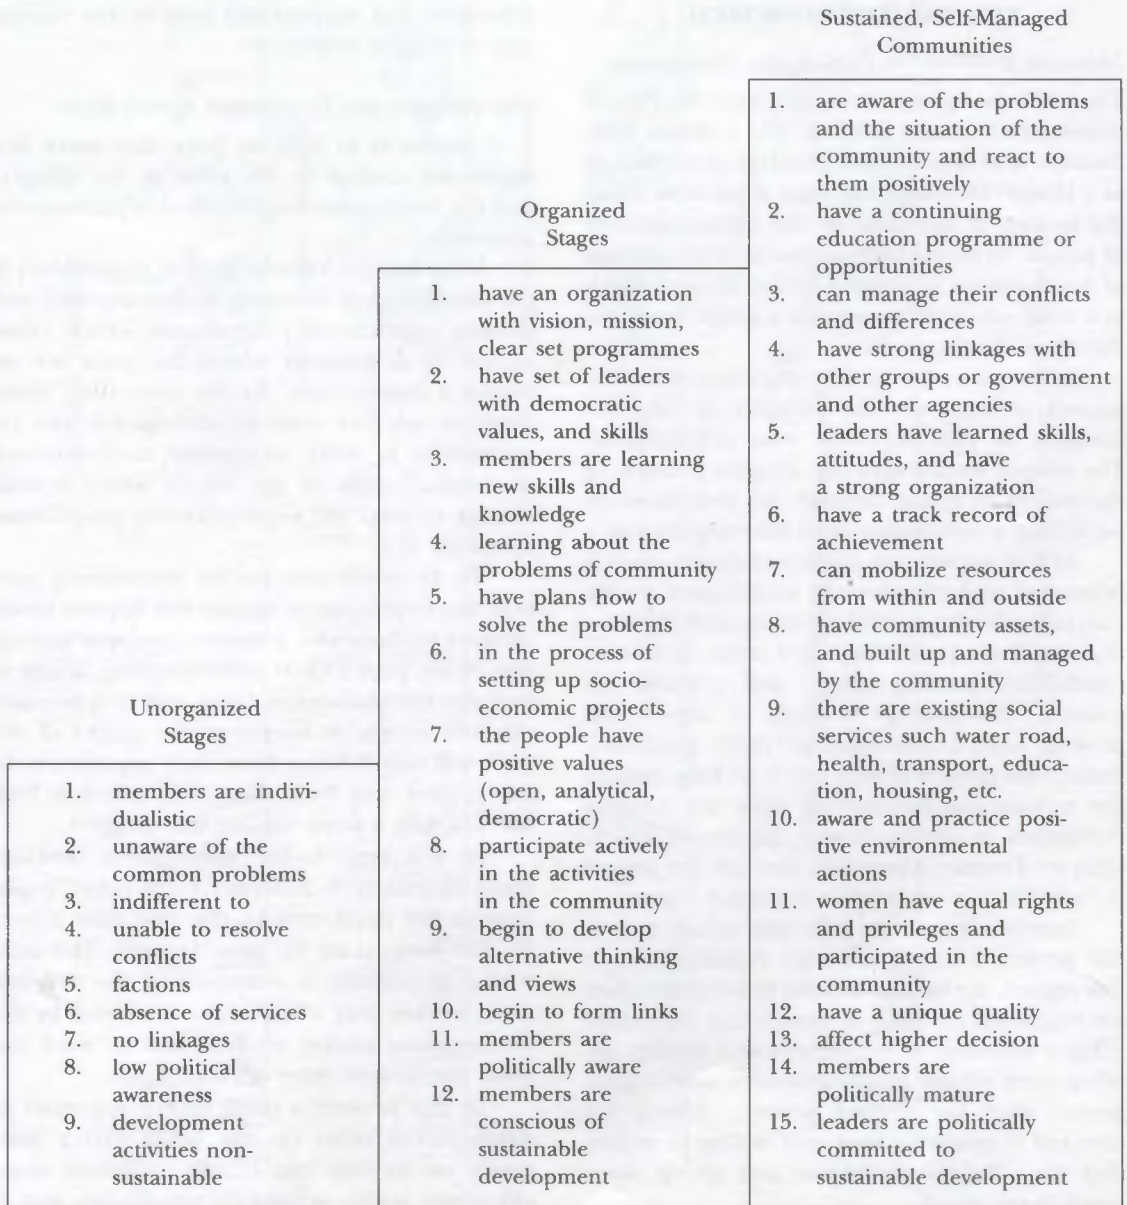 Unorganized
Stages
1. members are indivi-
dualistic
2. unaware of the
common problems
3. indifferent to
4. unable to resolve
conflicts
5. factions
6. absence of services
7. no linkages
8. low political
awareness
9. development
activities non-
sustainable
Organized
Stages
1. have an organization
with vision, mission,
clear set programmes
2. have set of leaders
with democratic
values, and skills
3. members are learning
new skills and
knowledge
4. learning about the
problems of community
5. have plans how to
solve the problems
6. in the process of
setting up socio-
economic projects
7. the people have
positive values
(open, analytical,
democratic)
8. participate actively
in the activities
in the community
9. begin to develop
alternative thinking
and views
10. begin to form links
11. members are
politically aware
12. members are
conscious of
sustainable
development
Sustained, Self-Managed
Communities
1. are aware of the problems
and the situation of the
community and react to
them positively
2. have a continuing
education programme or
opportunities
3. can manage their conflicts
and differences
4. have strong linkages with
other groups or government
and other agencies
5. leaders have learned skills,
attitudes, and have
a strong organization
6. have a track record of
achievement
7. can mobilize resources
from within and outside
8. have community assets,
and built up and managed
by the community
9. there are existing social
services such water road,
health, transport, educa-
tion, housing, etc.
10. aware and practice posi-
tive environmental
actions
11. women have equal rights
and privileges and
participated in the
community
12. have a unique quality
13. affect higher decision
14. members are
politically mature
15. leaders are politically
committed to
sustainable development